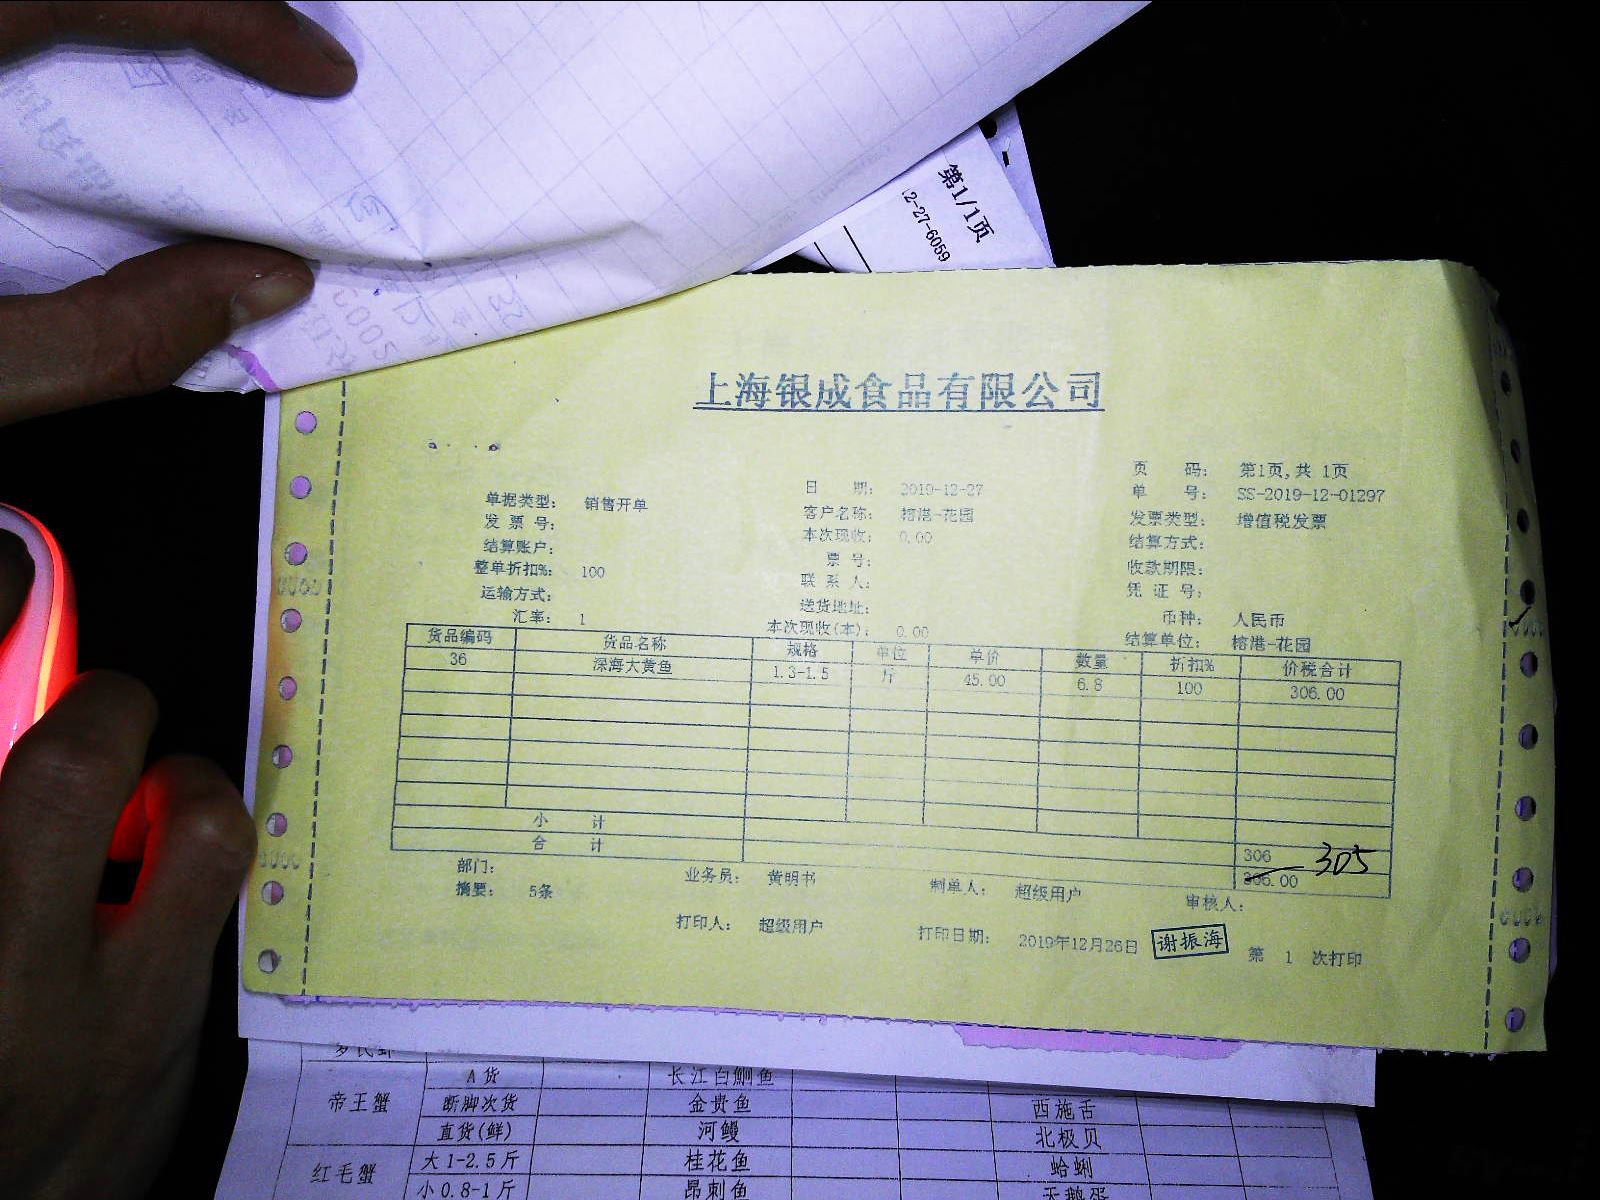 第1/1页
12-27-6059
上海银成食品有限公司
页 码： 第1页,共 1页
单据类型： 销售开单 日 期： 2019-12-27 单 号： SS-2019-12-01297
发 票 号： 客户名称： 榕港-花园 发票类型： 增值税发票
结算账户： 本次现收： 0.00 结算方式：
整单折扣%： 100 票 号： 收款期限：
运输方式： 联 系 人： 凭 证 号：
汇率： 1 送货地址： 币种： 人民币
本次现收(本)： 0.00 结算单位： 榕港-花园
货品编码 货品名称 规格 单位 单价 数量 折扣% 价税合计
36 深海大黄鱼 1.3-1.5 斤 45.00 6.8 100 306.00
小 计 306
合 计 306.00 305
部门： 业务员： 黄明书 制单人： 超级用户 审核人：
摘要： 5条
打印人： 超级用户 打印日期： 2019年12月26日 谢振海 第 1 次打印
A 货 长江白鮰鱼
帝王蟹 断脚次货 金贵鱼 西施舌
直货(鲜) 河鳗 北极贝
红毛蟹 大 1-2.5 斤 桂花鱼 蛤蜊
小 0.8-1 斤 昂刺鱼 天鹅蛋